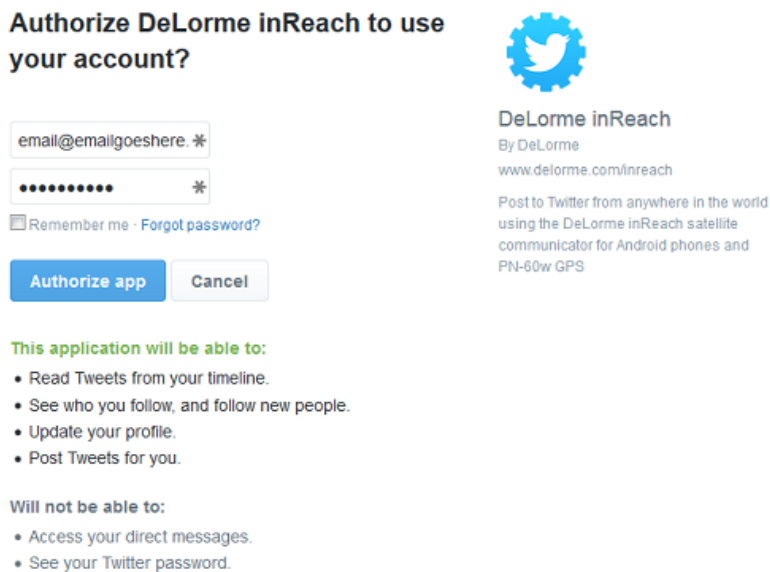 Authorize DeLorme inReach to use
your account?
email@emailgoeshere.
••••••••••
Remember me · Forgot password?
Authorize app
Cancel
This application will be able to:
• Read Tweets from your timeline.
• See who you follow, and follow new people.
• Update your profile.
• Post Tweets for you.
Will not be able to:
• Access your direct messages.
• See your Twitter password.
DeLorme inReach
By DeLorme
www.delorme.com/inreach
Post to Twitter from anywhere in the world
using the DeLorme inReach satellite
communicator for Android phones and
PN-60w GPS